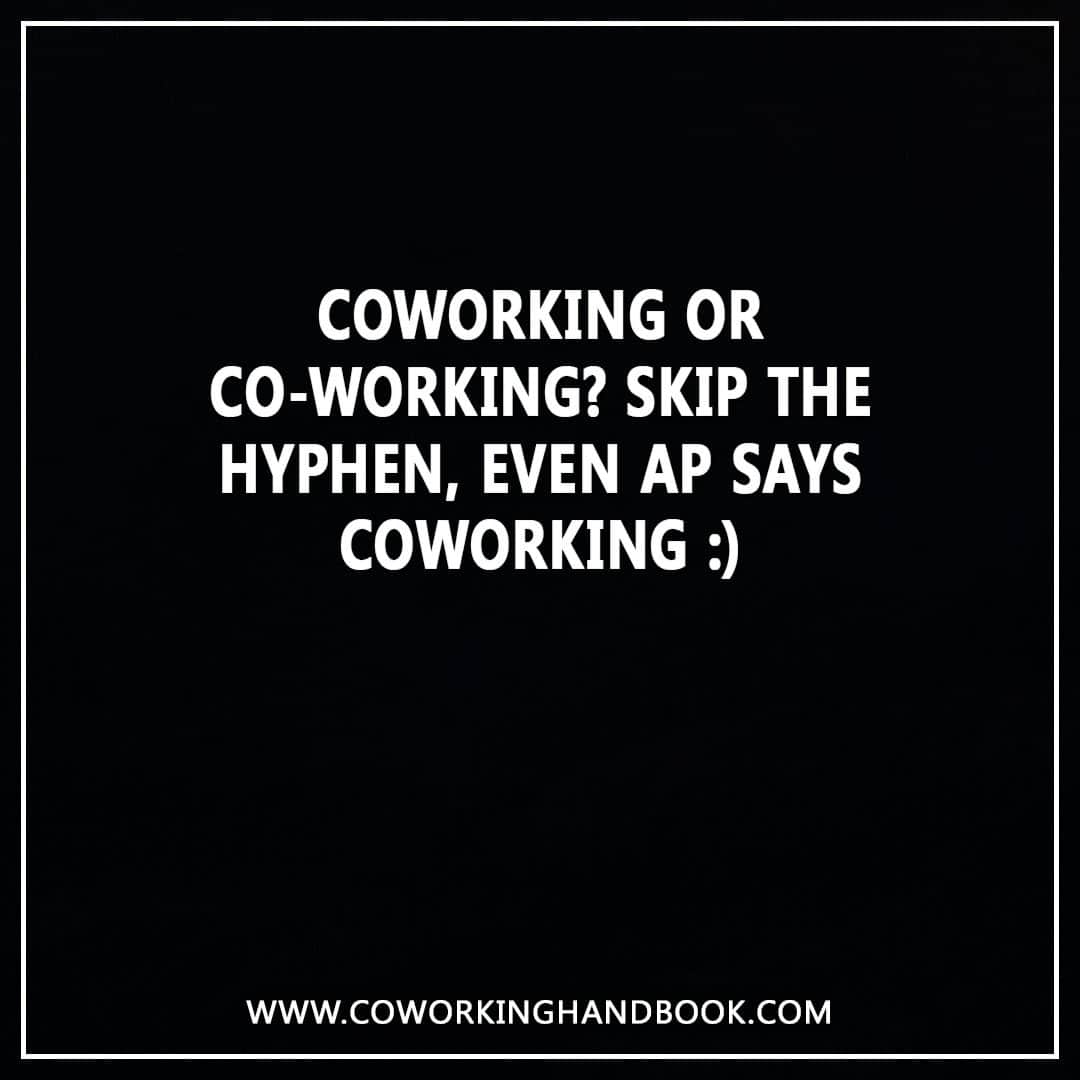 COWORKING OR
CO-WORKING? SKIP THE
HYPHEN, EVEN AP SAYS
COWORKING :)
WWW.COWORKINGHANDBOOK.COM